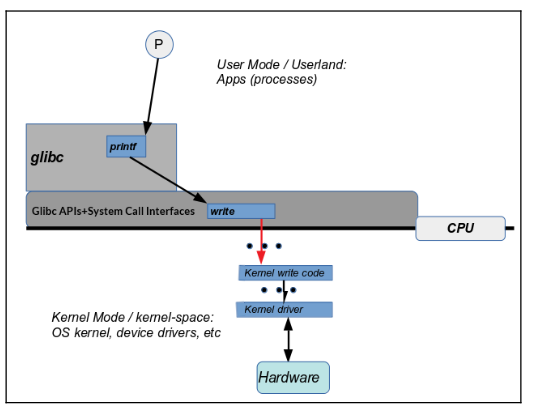 P
User Mode / Userland:
Apps (processes)
printf
glibc
Glibc APIs+System Call Interfaces
write
CPU
Kernel write code
Kernel driver
Kernel Mode / kernel-space:
OS kernel, device drivers, etc
Hardware